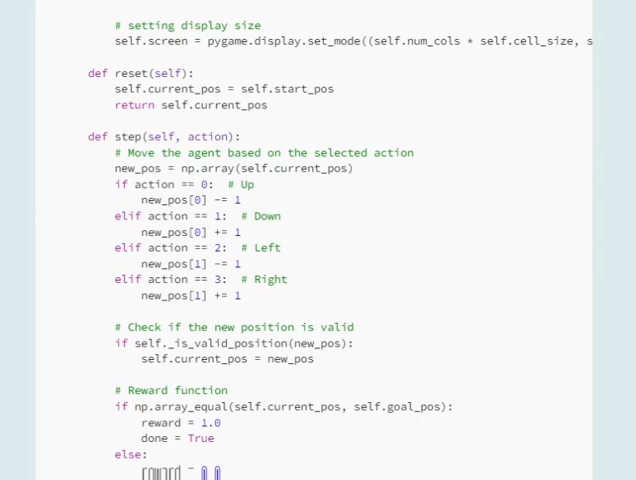 # setting display size
self.screen = pygame.display.set_mode((self.num_cols * self.cell_size, s
def reset(self):
self.current_pos = self.start_pos
return self.current_pos
def step(self, action):
# Move the agent based on the selected action
new_pos = np.array(self.current_pos)
if action == 0:  # Up
new_pos[0] -= 1
elif action == 1:  # Down
new_pos[0] += 1
elif action == 2:  # Left
new_pos[1] -= 1
elif action == 3:  # Right
new_pos[1] += 1
# Check if the new position is valid
if self._is_valid_position(new_pos):
self.current_pos = new_pos
# Reward function
if np.array_equal(self.current_pos, self.goal_pos):
reward = 1.0
done = True
else: